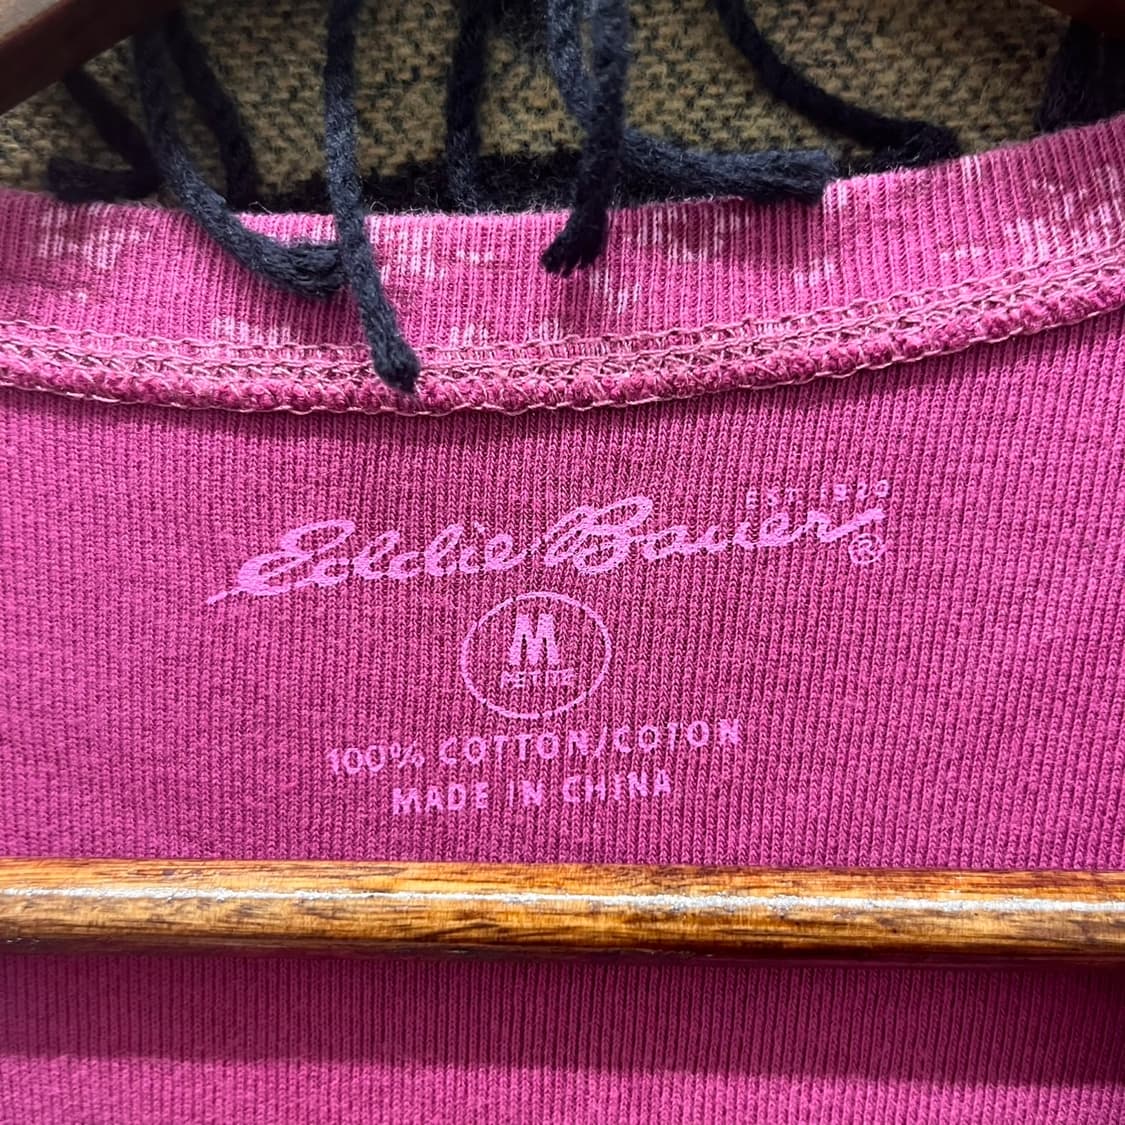 EST 1920
Eddie Bauer®
M
PETITE
100% COTTON/COTON
MADE IN CHINA